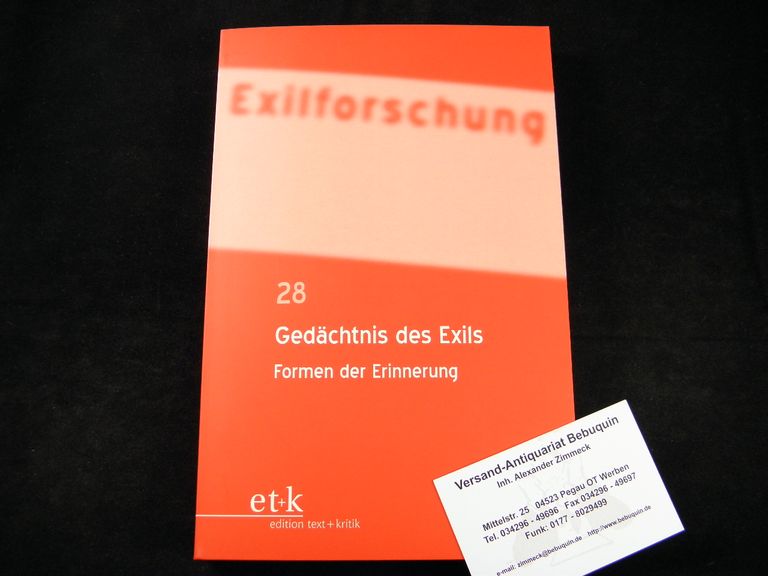 Exilforschung
28
Gedächtnis des Exils
Formen der Erinnerung
et+k
edition text+kritik
Versand-Antiquariat Bebuquin
Inh. Alexander Zimmeck
Mittelstr. 25 04523 Pegau OT Werben
Tel. 034296 - 49696 Fax 034296 - 49697
Funk: 0177 - 8029499
e-mail: zimmeck@bebuquin.de http://www.bebuquin.de